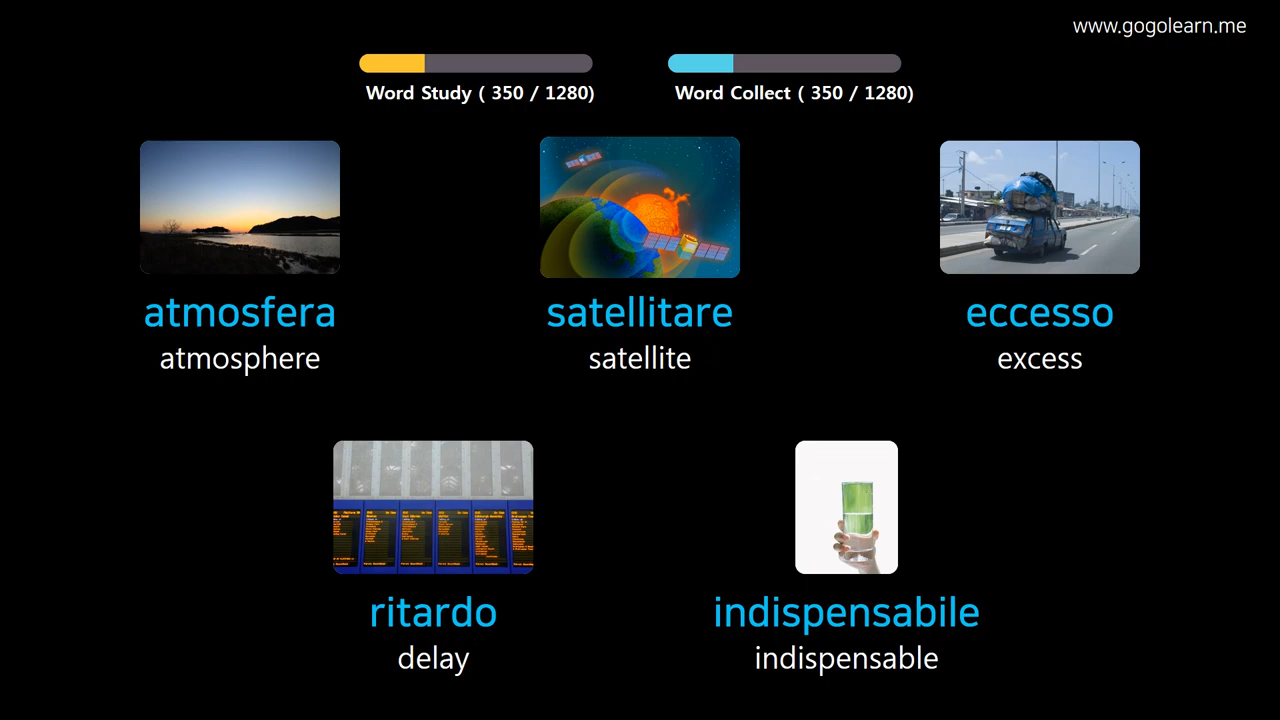 www.gogolearn.me
Word Study ( 350 / 1280)
Word Collect ( 350 / 1280)
atmosfera
atmosphere
satellitare
satellite
eccesso
excess
ritardo
delay
indispensabile
indispensable